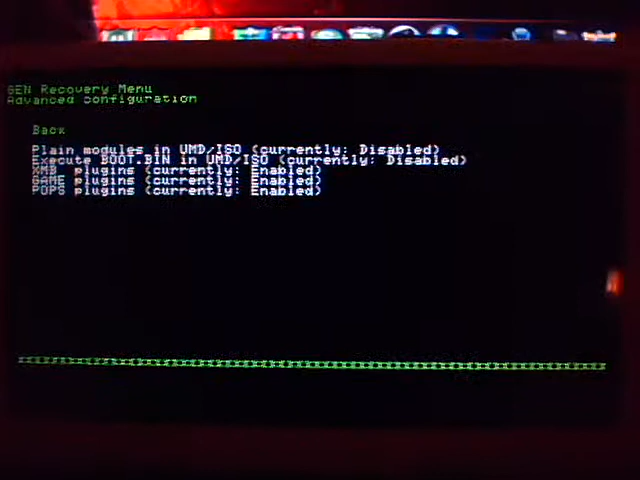 GEN Recovery Menu
Advanced configuration
Back
Plain modules in UMD/ISO (currently: Disabled)
Execute BOOT.BIN in UMD/ISO (currently: Disabled)
XMB plugins (currently: Enabled)
GAME plugins (currently: Enabled)
POPS plugins (currently: Enabled)